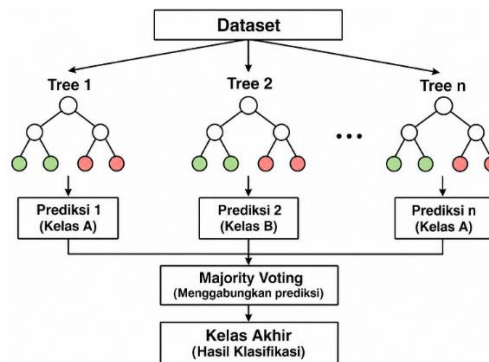 Dataset
Tree 1
Tree 2
Tree n
Prediksi 1
(Kelas A)
Prediksi 2
(Kelas B)
Prediksi n
(Kelas A)
Majority Voting
(Menggabungkan prediksi)
Kelas Akhir
(Hasil Klasifikasi)